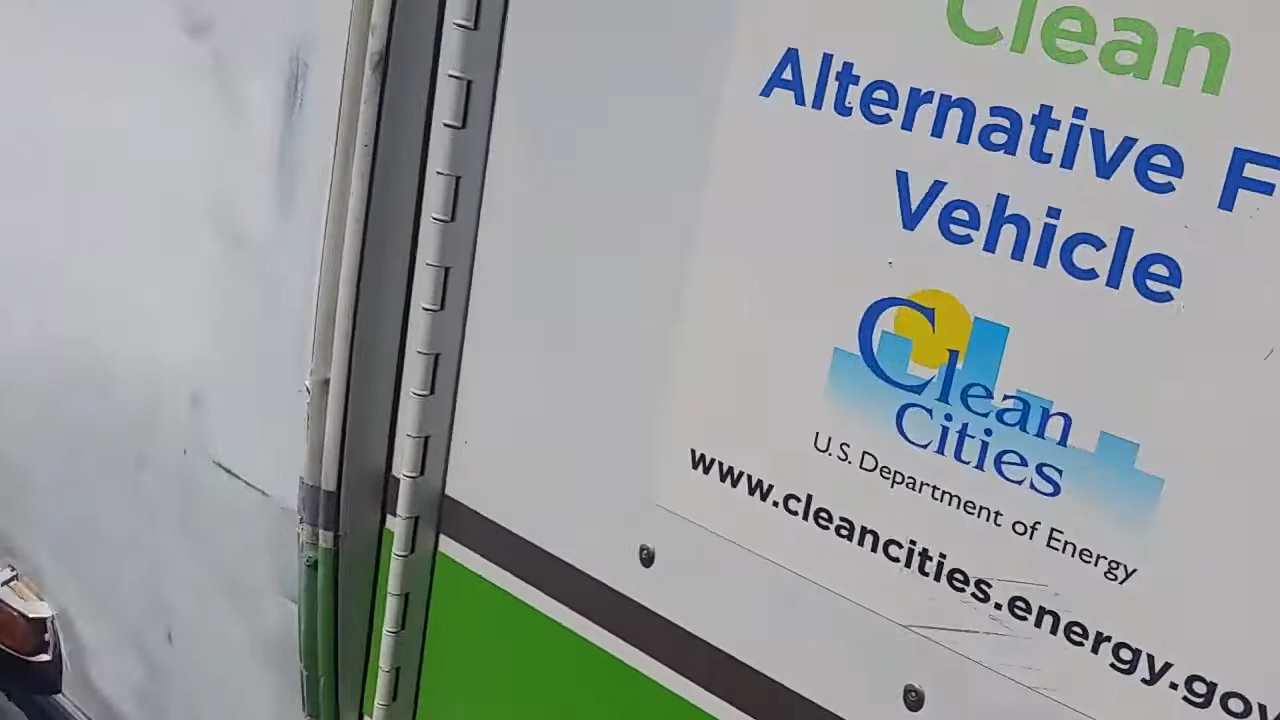 Clean
Alternative F
Vehicle
Clean
Cities
U.S. Department of Energy
www.cleancities.energy.gov